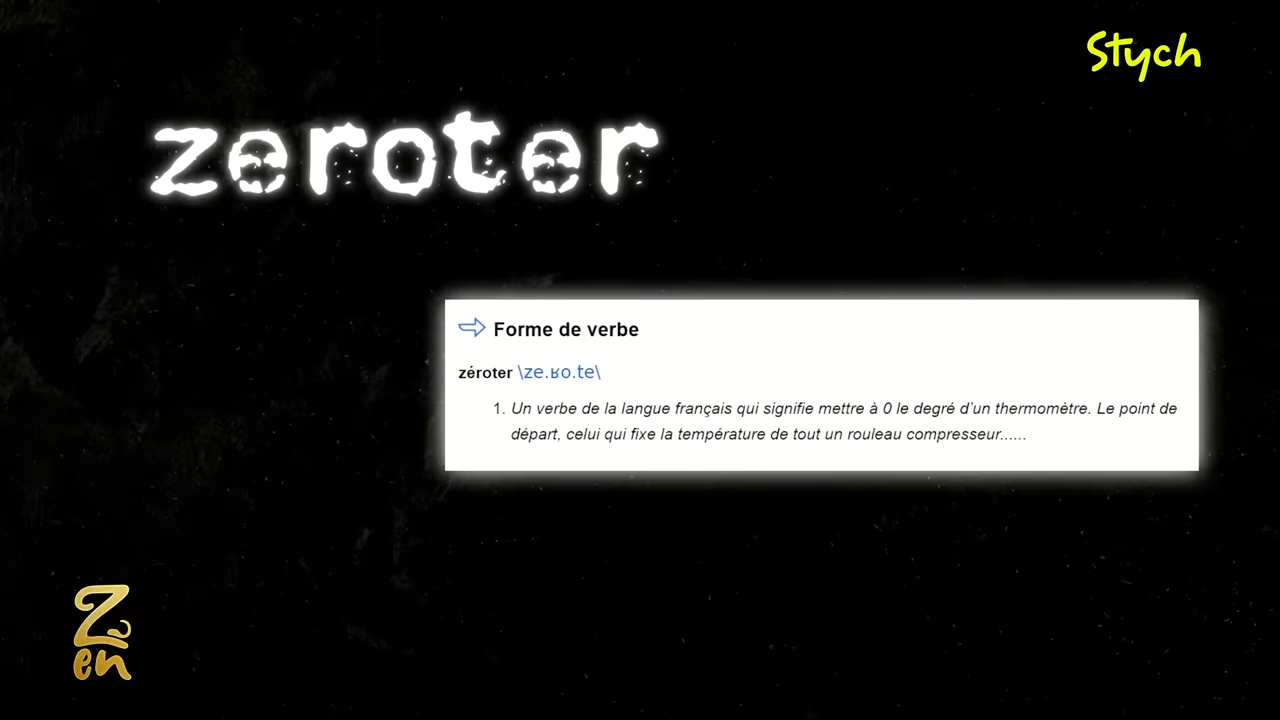 Stych
zeroter
Forme de verbe
zéroter \ze.ʁo.te\
1. Un verbe de la langue français qui signifie mettre à 0 le degré d'un thermomètre. Le point de
départ, celui qui fixe la température de tout un rouleau compresseur......
Z
en